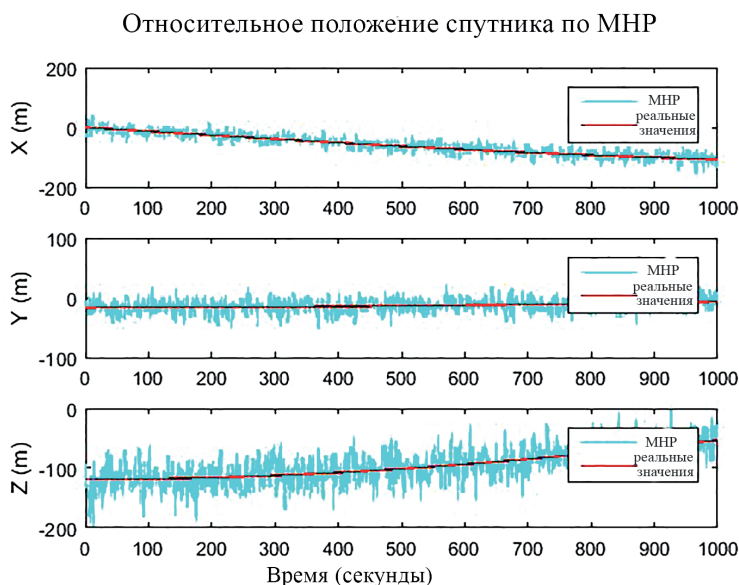 Относительное положение спутника по МНР
200
0
-200
X (m)
МНР
реальные
значения
0 100 200 300 400 500 600 700 800 900 1000
100
0
-100
Y (m)
МНР
реальные
значения
0 100 200 300 400 500 600 700 800 900 1000
0
-100
-200
Z (m)
МНР
реальные
значения
0 100 200 300 400 500 600 700 800 900 1000
Время (секунды)